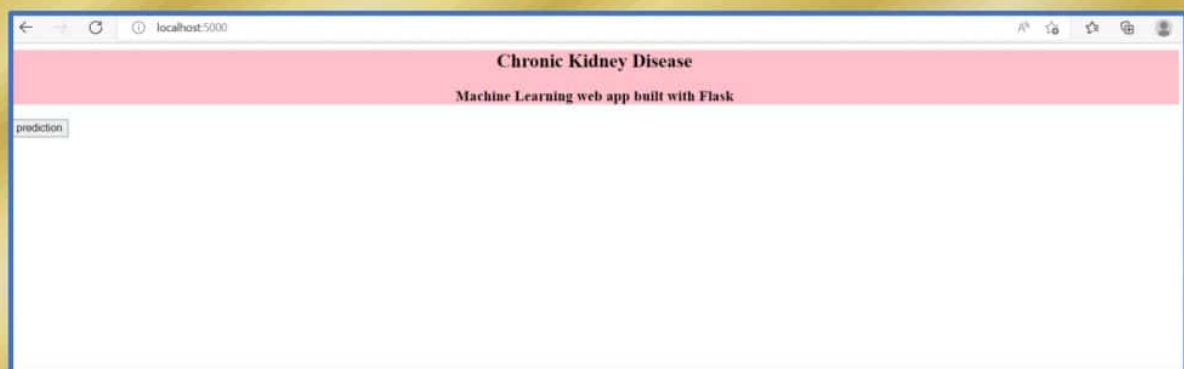 localhost:5000
Chronic Kidney Disease
Machine Learning web app built with Flask
prediction